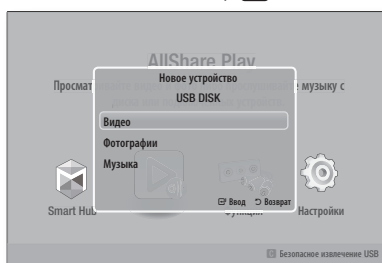 AllShare Play
Новое устройство
Просмат е музыку с
USB DISK
Видео
Фотографии
Музыка
Ввод Возврат
Smart Hub Функции Настройки
Безопасное извлечение USB